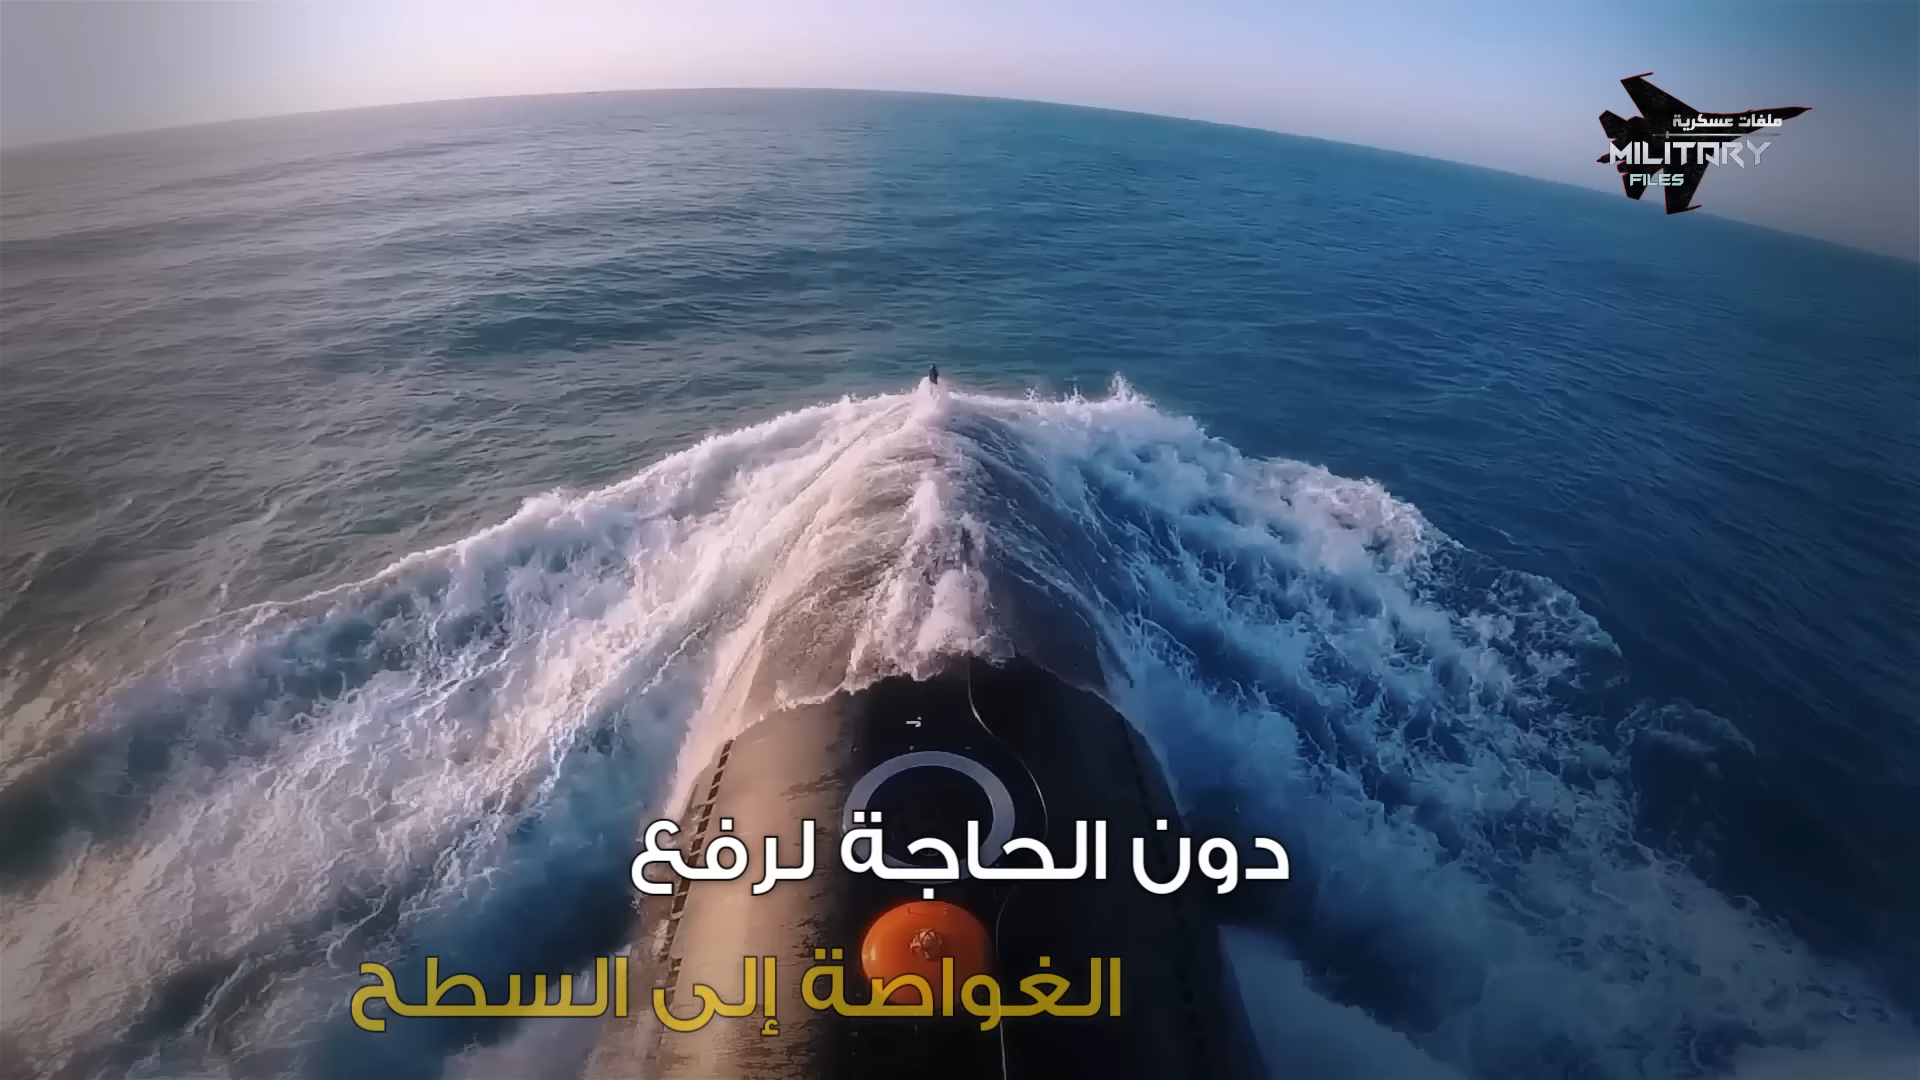 ملفات عسكرية
MILITARY
FILES
دون الحاجة لرفع
الغواصة إلى السطح